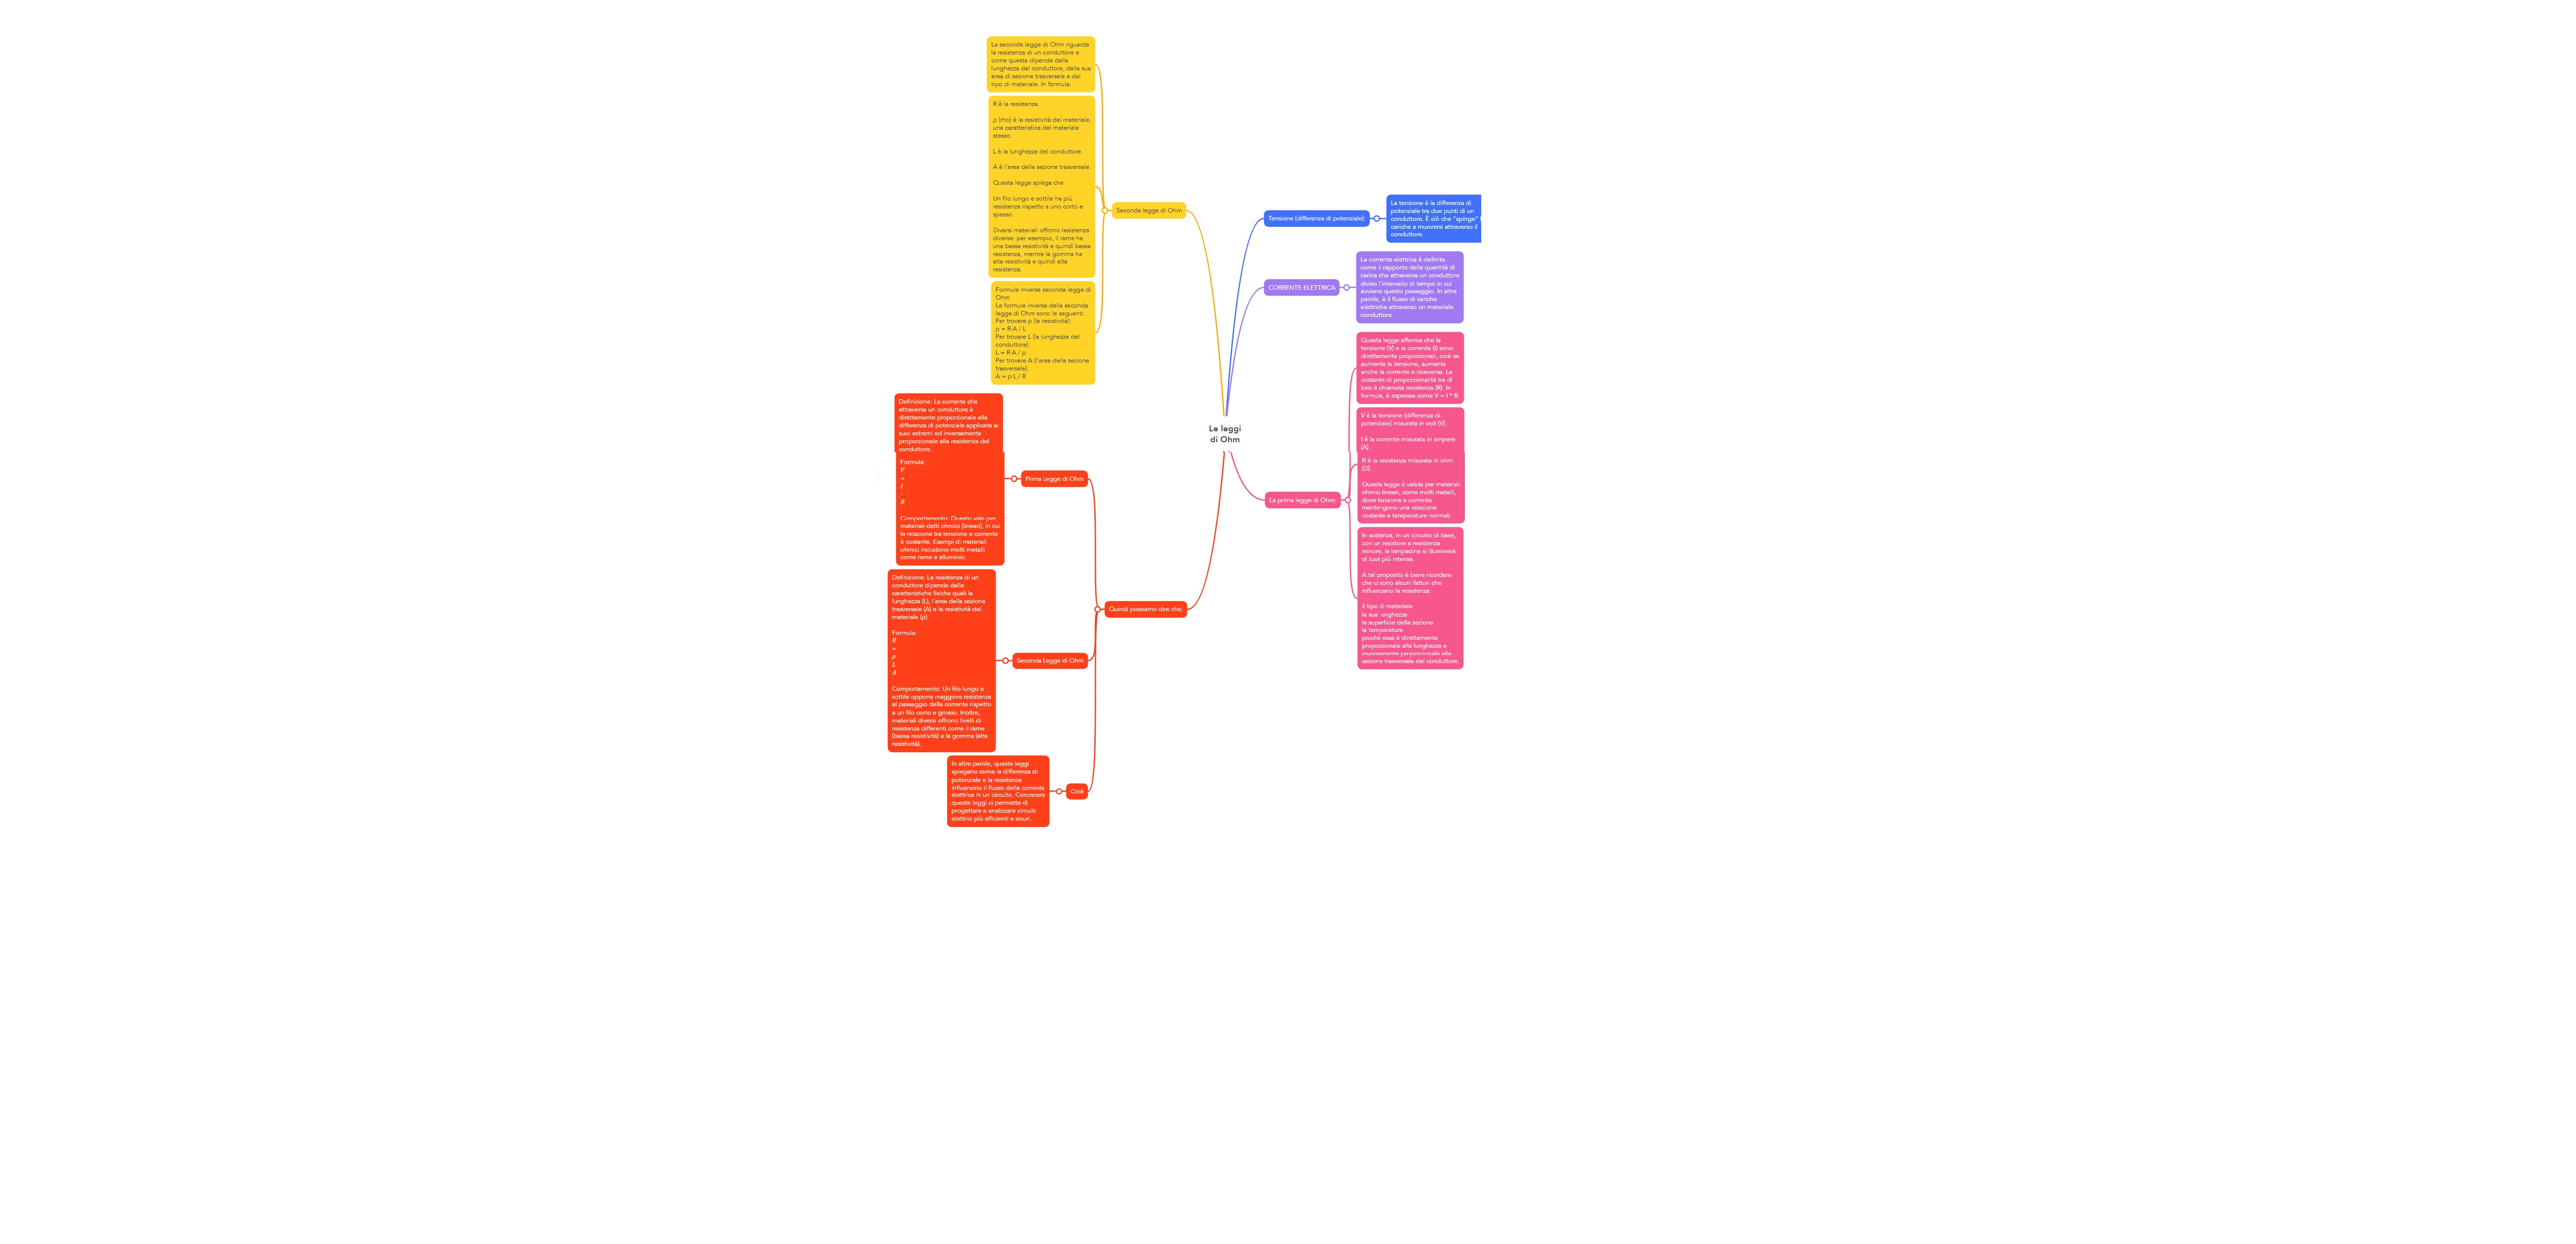 La seconda legge di Ohm riguarda
la resistenza di un conduttore e
come questa dipende dalla
lunghezza del conduttore, dalla sua
area di sezione trasversale e dal
tipo di materiale. In formula:
R è la resistenza.
ρ (rho) è la resistività del materiale,
una caratteristica del materiale
stesso.
L è la lunghezza del conduttore.
A è l'area della sezione trasversale.
Questa legge spiega che:
Un filo lungo e sottile ha più
resistenza rispetto a uno corto e
spesso.
Diversi materiali offrono resistenze
diverse: per esempio, il rame ha
una bassa resistività e quindi bassa
resistenza, mentre la gomma ha
alta resistività e quindi alta
resistenza.
Formule inverse seconda legge di
Ohm
Le formule inverse della seconda
legge di Ohm sono le seguenti:
Per trovare p (la resistività):
p = R·A / L
Per trovare L (la lunghezza del
conduttore):
L = R·A / p
Per trovare A (l'area della sezione
trasversale):
A = p·L / R
Seconda legge di Ohm
Tensione (differenza di potenziale):
La tensione è la differenza di
potenziale tra due punti di un
conduttore. È ciò che "spinge"
cariche a muoversi attraverso il
conduttore.
CORRENTE ELETTRICA
La corrente elettrica è definita
come il rapporto della quantità di
carica che attraversa un conduttore
diviso l'intervallo di tempo in cui
avviene questo passaggio. In altre
parole, è il flusso di cariche
elettriche attraverso un materiale
conduttore.
Le leggi
di Ohm
La prima legge di Ohm:
Questa legge afferma che la
tensione (V) e la corrente (I) sono
direttamente proporzionali, cioè se
aumenta la tensione, aumenta
anche la corrente e viceversa. La
costante di proporzionalità tra di
loro è chiamata resistenza (R). In
formula, è espressa come V = I * R.
V è la tensione (differenza di
potenziale) misurata in volt (V).
I è la corrente misurata in ampere
(A).
R è la resistenza misurata in ohm
(Ω).
Questa legge è valida per materiali
ohmici lineari, come molti metalli,
dove tensione e corrente
mantengono una relazione
costante a temperature normali.
In sostanza, in un circuito di base,
con un resistore a resistenza
minore, la lampadina si illuminerà
di luce più intensa.
A tal proposito è bene ricordare
che ci sono alcuni fattori che
influenzano la resistenza:
il tipo di materiale
la sua lunghezza
la superficie della sezione
la temperatura
poiché essa è direttamente
proporzionale alla lunghezza e
inversamente proporzionale alla
sezione trasversale del conduttore.
Quindi possiamo dire che:
Prima Legge di Ohm
Definizione: La corrente che
attraversa un conduttore è
direttamente proporzionale alla
differenza di potenziale applicata ai
suoi estremi ed inversamente
proporzionale alla resistenza del
conduttore.
Formula:
V
=
I
·
R
Comportamento: Questo vale per
materiali detti ohmici (lineari), in cui
la relazione tra tensione e corrente
è costante. Esempi di materiali
ohmici includono molti metalli
come rame e alluminio.
Seconda Legge di Ohm
Definizione: La resistenza di un
conduttore dipende dalle
caratteristiche fisiche quali la
lunghezza (L), l'area della sezione
trasversale (A) e la resistività del
materiale (ρ).
Formula:
R
=
ρ
L
A
Comportamento: Un filo lungo e
sottile oppone maggiore resistenza
al passaggio della corrente rispetto
a un filo corto e grosso. Inoltre,
materiali diversi offrono livelli di
resistenza differenti come il rame
(bassa resistività) e la gomma (alta
resistività).
Cioè
In altre parole, queste leggi
spiegano come la differenza di
potenziale e la resistenza
influenzino il flusso della corrente
elettrica in un circuito. Conoscere
queste leggi ci permette di
progettare e analizzare circuiti
elettrici più efficienti e sicuri.